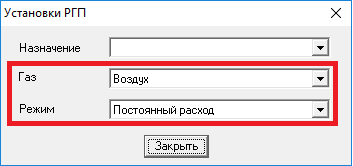 Установки РГП
Назначение
Газ Воздух
Режим Постоянный расход
Закрыть